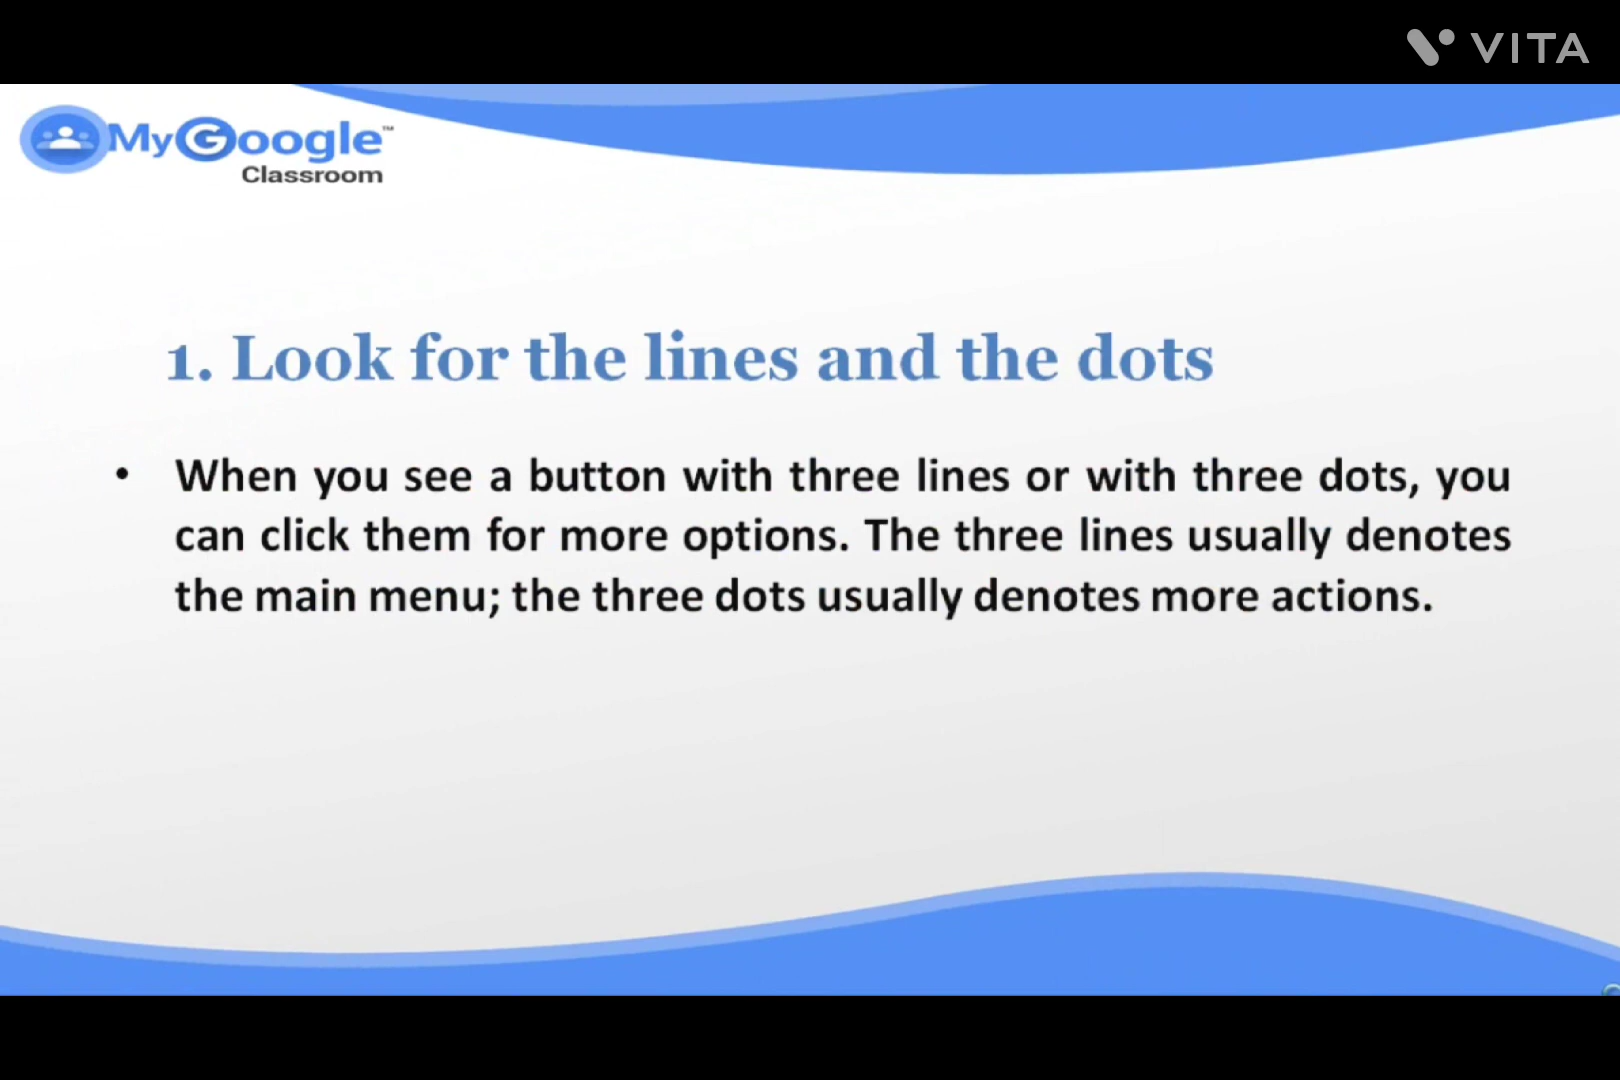 VITA
MyGoogle™
Classroom
1. Look for the lines and the dots
• When you see a button with three lines or with three dots, you
can click them for more options. The three lines usually denotes
the main menu; the three dots usually denotes more actions.